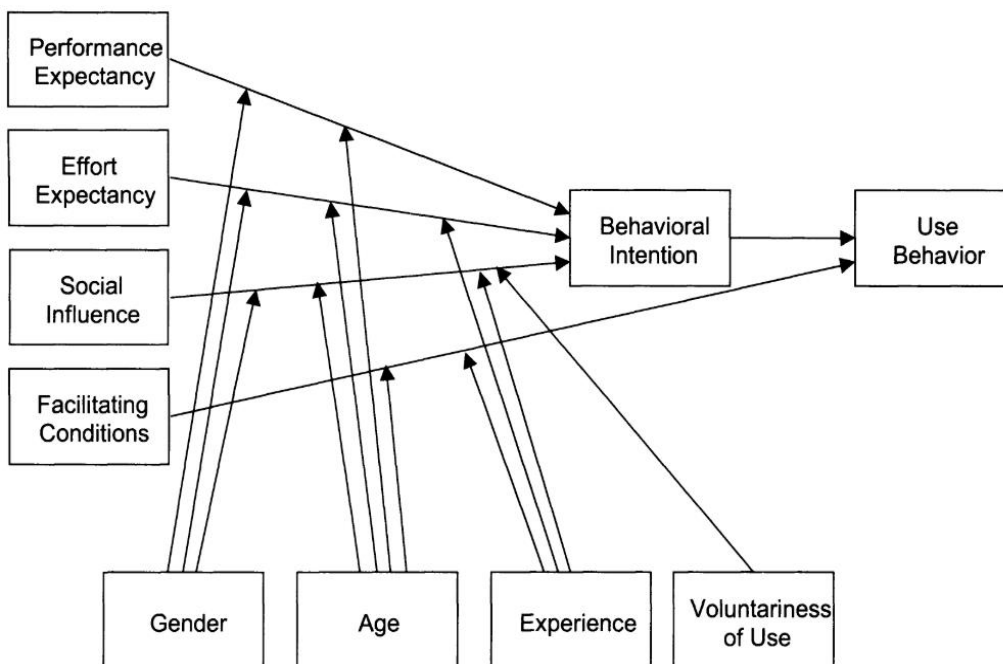 Performance
Expectancy
Effort
Expectancy
Social
Influence
Facilitating
Conditions
Behavioral
Intention
Use
Behavior
Gender
Age
Experience
Voluntariness
of Use